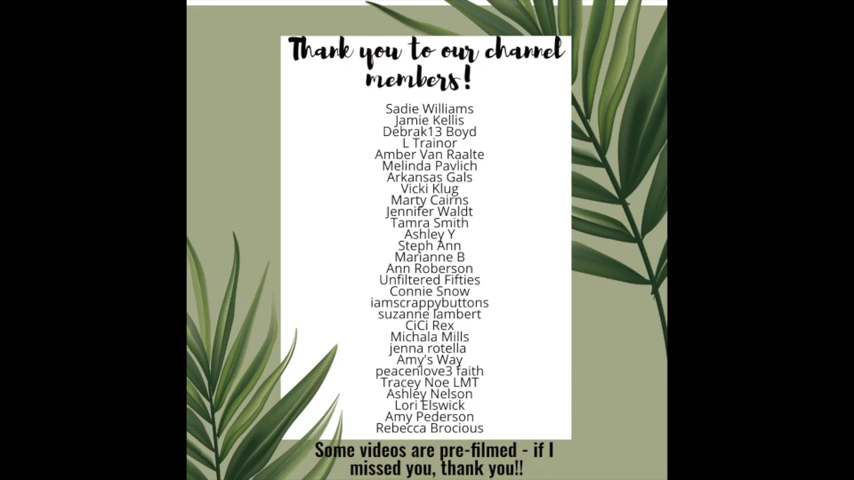 Thank you to our channel
members!
Sadie Williams
Jamie Kellis
Debrak13 Boyd
L Trainor
Amber Van Raalte
Melinda Pavlich
Arkansas Gals
Vicki Klug
Marty Cairns
Jennifer Waldt
Tamra Smith
Ashley Y
Steph Ann
Marianne B
Ann Roberson
Unfiltered Fifties
Connie Snow
iamscrappybuttons
suzanne lambert
CiCi Rex
Michala Mills
jenna rotella
Amy's Way
peacenlove3 faith
Tracey Noe LMT
Ashley Nelson
Lori Elswick
Amy Pederson
Rebecca Brocious
Some videos are pre-filmed - if I
missed you, thank you!!